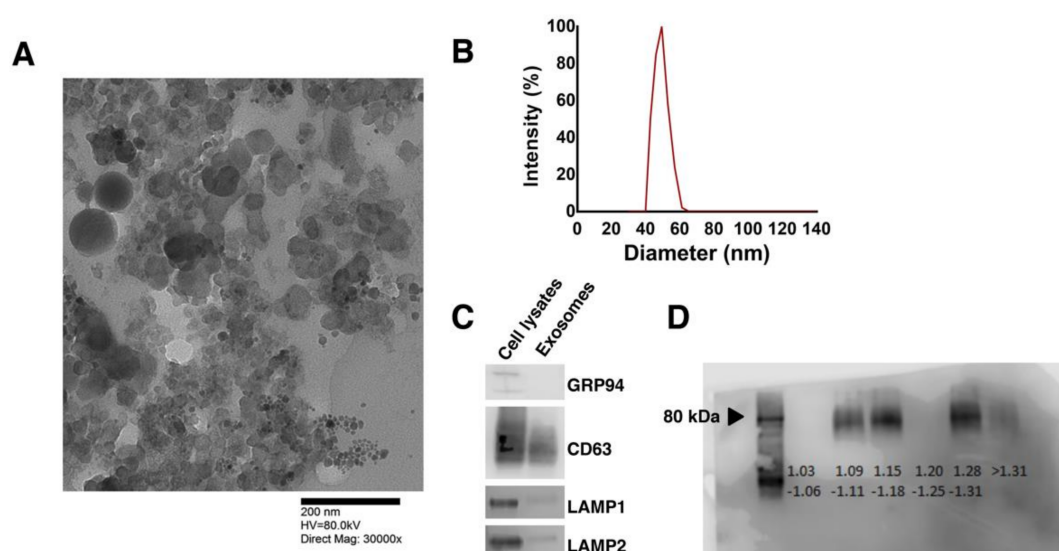 A
200 nm
HV=80.0kV
Direct Mag: 30000x
B
Intensity (%)
100
80
60
40
20
0
0 20 40 60 80 100 120 140
Diameter (nm)
C
Cell lysates
Exosomes
GRP94
CD63
LAMP1
LAMP2
D
80 kDa
1.03 1.09 1.15 1.20 1.28 >1.31
-1.06 -1.11 -1.18 -1.25 -1.31